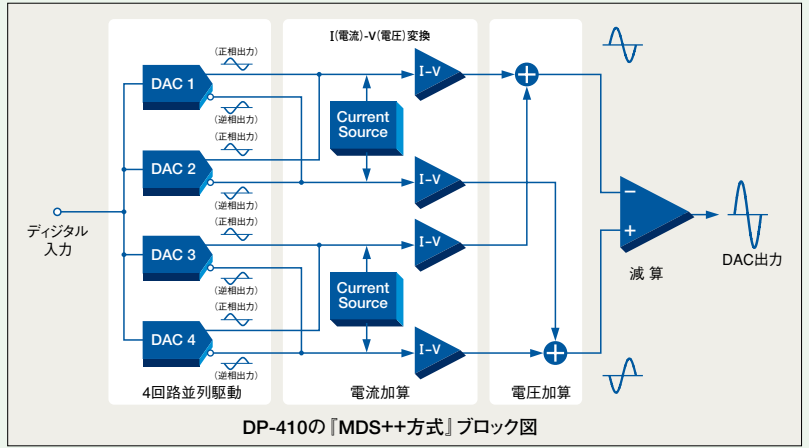 I(電流)-V(電圧)変換
(正相出力)
DAC 1
(逆相出力)
(正相出力)
DAC 2
(逆相出力)
(正相出力)
DAC 3
(逆相出力)
(正相出力)
DAC 4
(逆相出力)
ディジタル
入力
I-V
Current
Source
I-V
I-V
Current
Source
I-V
+
+
−
+
減 算
DAC出力
4回路並列駆動
電流加算
電圧加算
DP-410の『MDS++方式』ブロック図